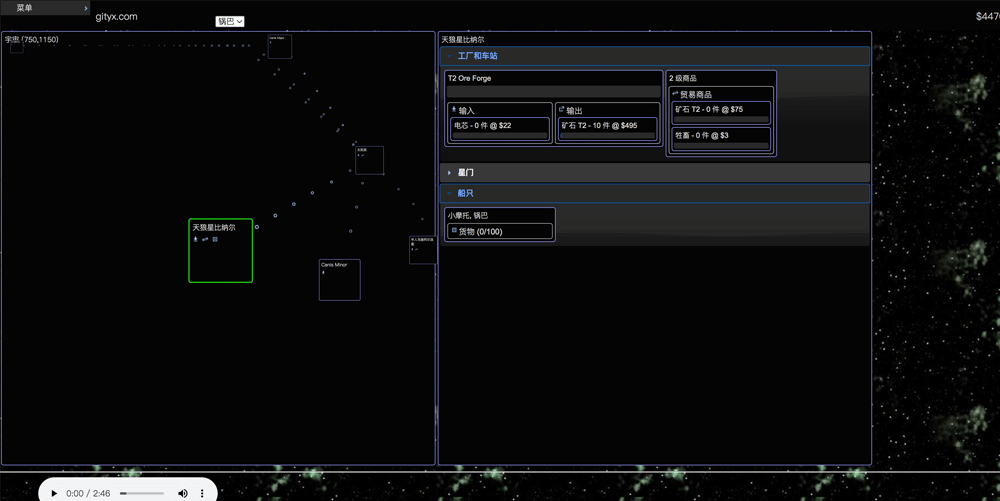 菜单
gityx.com
锅巴
$447
宇宙 (750,1150)
Canis Major
天狼星比纳尔
Canis Minor
天狼星比纳尔
工厂和车站
T2 Ore Forge
输入
电芯 - 0 件 @ $22
输出
矿石 T2 - 10 件 @ $495
2 级商品
贸易商品
矿石 T2 - 0 件 @ $75
牲畜 - 0 件 @ $3
星门
船只
小摩托, 锅巴
货物 (0/100)
0:00 / 2:46